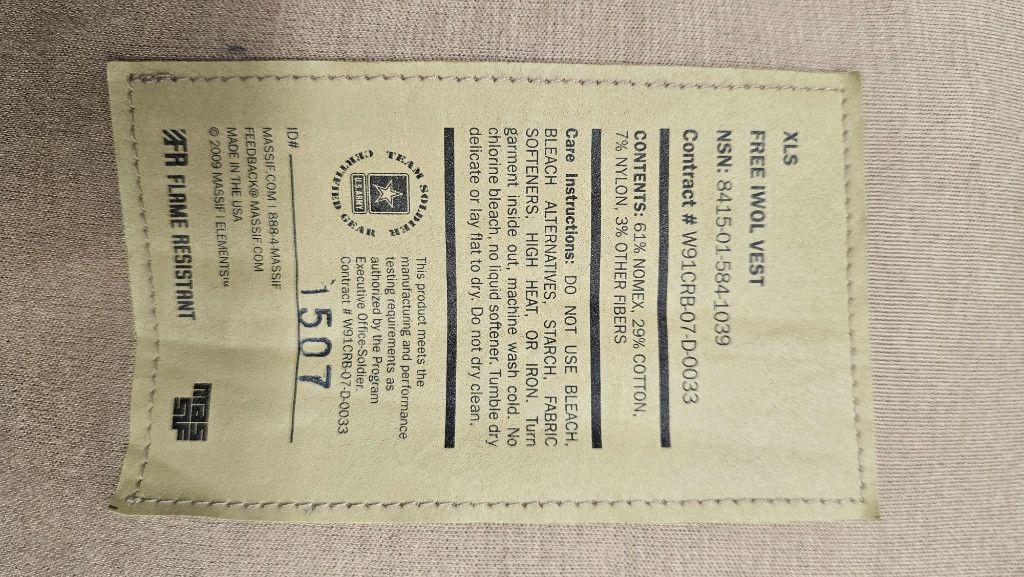 XLS
FREE IWOL VEST
NSN: 8415-01-584-1039
Contract # W91CRB-07-D-0033
CONTENTS: 61% NOMEX, 29% COTTON,
7% NYLON, 3% OTHER FIBERS
Care Instructions: DO NOT USE BLEACH,
BLEACH ALTERNATIVES, STARCH, FABRIC
SOFTENERS, HIGH HEAT, OR IRON. Turn
garment inside out, machine wash cold. No
chlorine bleach, no liquid softener. Tumble dry
delicate or lay flat to dry. Do not dry clean.
TEAM SOLDIER
CERTIFIED GEAR
U.S. ARMY
This product meets the
manufacturing and performance
testing requirements as
authorized by the Program
Executive Office-Soldier.
Contract # W91CRB-07-D-0033
ID# 1507
MASSIF.COM | 888-4-MASSIF
FEEDBACK@MASSIF.COM
MADE IN THE USA
© 2009 MASSIF | ELEMENTS™
FR FLAME RESISTANT
MASSIF